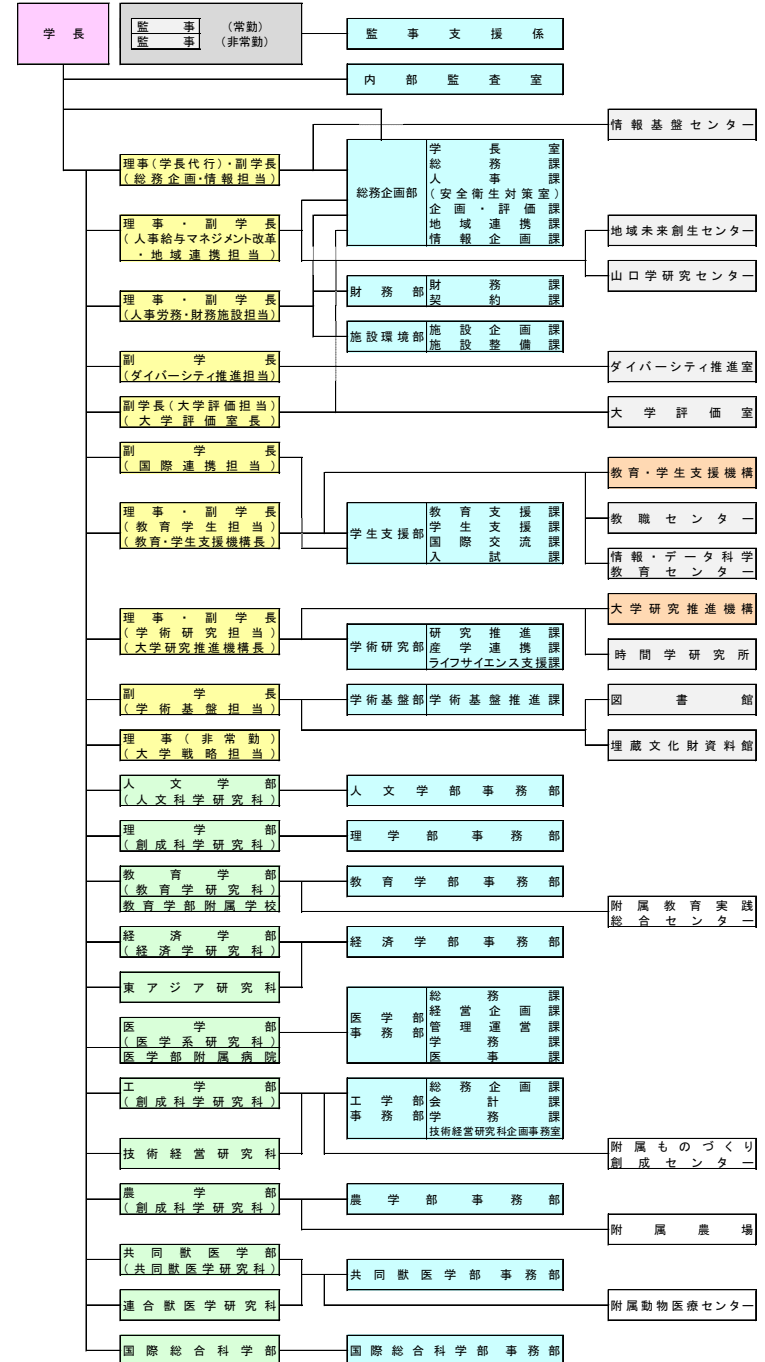 学長
監事 (常勤)
監事 (非常勤)
監事支援係
内部監査室
情報基盤センター
理事(学長代行)・副学長
(総務企画・情報担当)
総務企画部
学長室
総務課
人事課
(安全衛生対策室)
企画・評価課
地域連携課
情報企画課
理事・副学長
(人事給与マネジメント改革
・地域連携担当)
地域未来創生センター
山口学研究センター
理事・副学長
(人事労務・財務施設担当)
財務部
財務課
契約課
施設環境部
施設企画課
施設整備課
副学長
(ダイバーシティ推進担当)
ダイバーシティ推進室
副学長(大学評価担当)
(大学評価室長)
大学評価室
副学長
(国際連携担当)
教育・学生支援機構
理事・副学長
(教育学生担当)
(教育・学生支援機構長)
学生支援部
教育支援課
学生支援課
国際交流課
入試課
教職センター
情報・データ科学
教育センター
理事・副学長
(学術研究担当)
(大学研究推進機構長)
学術研究部
研究推進課
産学連携課
ライフサイエンス支援課
大学研究推進機構
時間学研究所
副学長
(学術基盤担当)
学術基盤部
学術基盤推進課
図書館
理事(非常勤)
(大学戦略担当)
埋蔵文化財資料館
人文学部
(人文科学研究科)
人文学部事務部
理学部
(創成科学研究科)
理学部事務部
教育学部
(教育学研究科)
教育学部附属学校
教育学部事務部
附属教育実践
総合センター
経済学部
(経済学研究科)
経済学部事務部
東アジア研究科
医学部
(医学系研究科)
医学部附属病院
医学部
事務部
総務課
経営企画課
管理運営課
学務課
医事課
工学部
(創成科学研究科)
工学部
事務部
総務企画課
会計課
学務課
技術経営研究科企画事務室
技術経営研究科
附属ものづくり
創成センター
農学部
(創成科学研究科)
農学部事務部
附属農場
共同獣医学部
(共同獣医学研究科)
共同獣医学部事務部
連合獣医学研究科
附属動物医療センター
国際総合科学部
国際総合科学部事務部